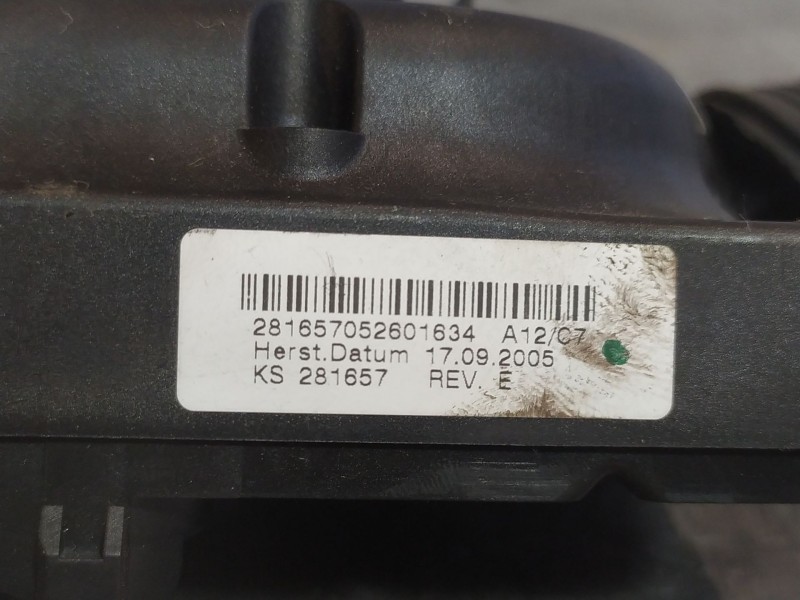 281657052601634 A12/C7
Herst.Datum 17.09.2005
KS 281657 REV. E